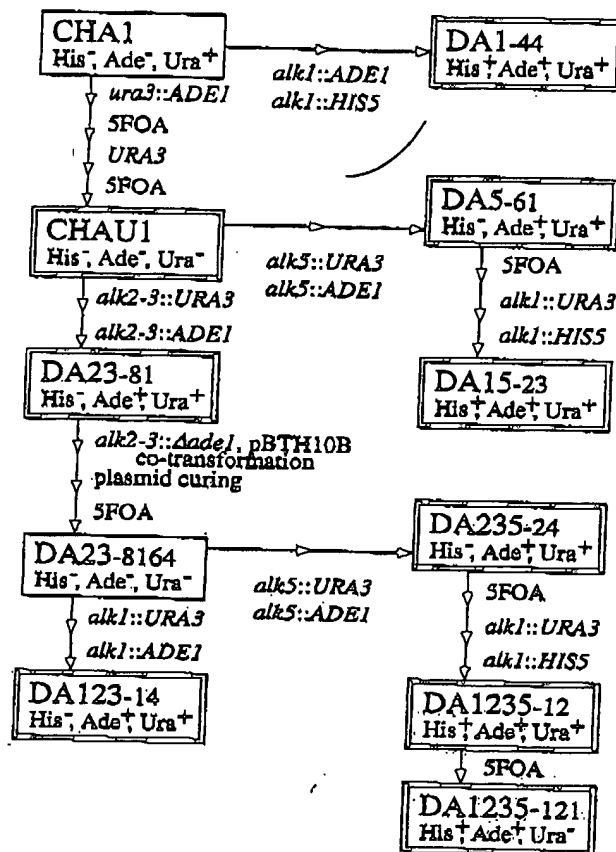 CHA1
His⁻, Ade⁻, Ura⁺
alk1::ADE1
alk1::HIS5
DA1-44
His⁺, Ade⁺, Ura⁺
ura3::ADE1
5FOA
URA3
5FOA
CHAU1
His⁻, Ade⁻, Ura⁻
alk5::URA3
alk5::ADE1
DA5-61
His⁻, Ade⁺, Ura⁺
5FOA
alk1::URA3
alk1::HIS5
DA15-23
His⁺, Ade⁺, Ura⁺
alk2-3::URA3
alk2-3::ADE1
DA23-81
His⁻, Ade⁺, Ura⁺
alk2-3::Δade1, pBTH10B
co-transformation
plasmid curing
5FOA
DA23-8164
His⁻, Ade⁻, Ura⁻
alk5::URA3
alk5::ADE1
DA235-24
His⁻, Ade⁺, Ura⁺
alk1::URA3
alk1::ADE1
DA123-14
His⁻, Ade⁺, Ura⁺
5FOA
alk1::URA3
alk1::HIS5
DA1235-12
His⁺, Ade⁺, Ura⁺
5FOA
DA1235-121
His⁺, Ade⁺, Ura⁻